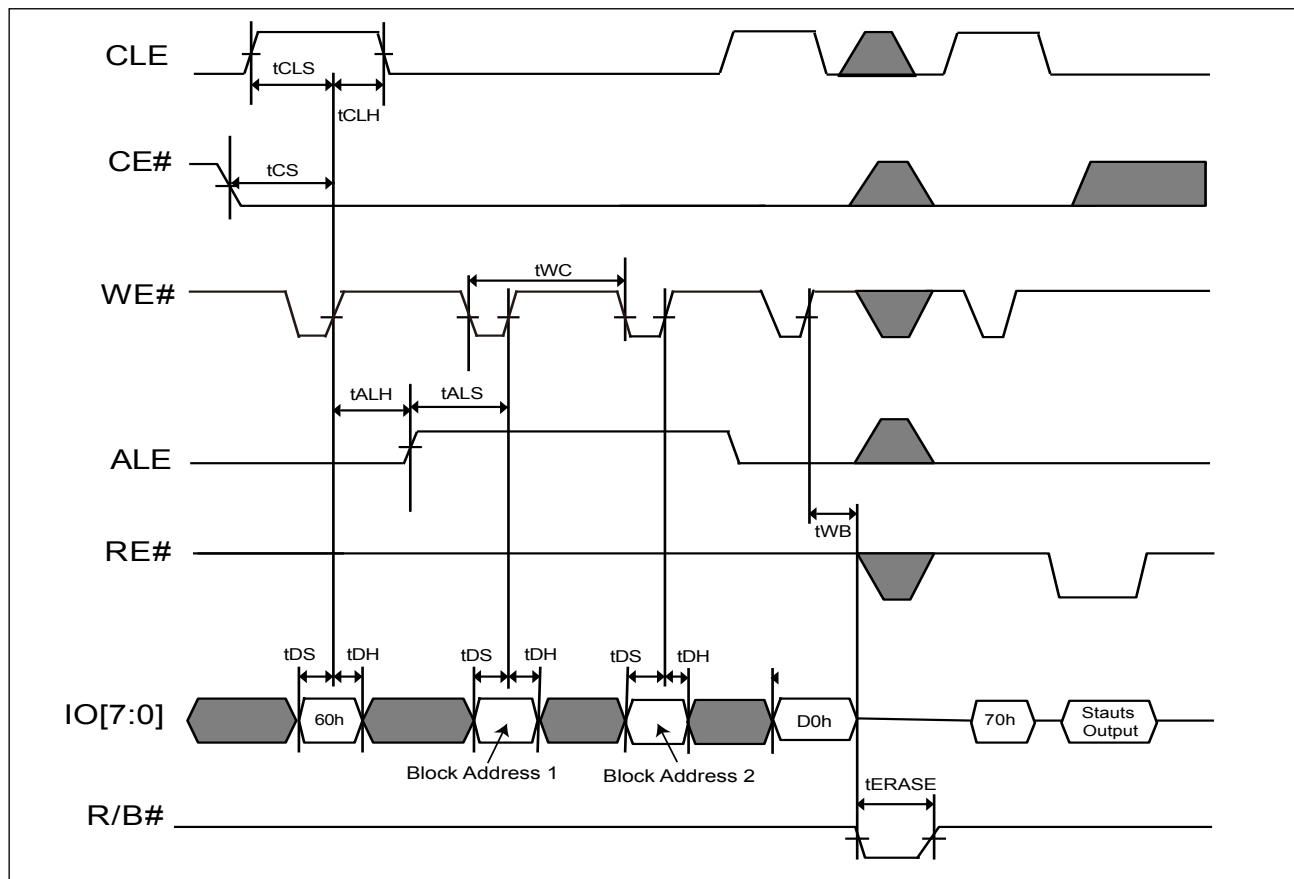 CLE
tCLS
tCLH
CE#
tCS
WE#
tWC
tALH
tALS
ALE
tWB
RE#
tDS
tDH
tDS
tDH
tDS
tDH
IO[7:0]
60h
D0h
70h
Stauts
Output
Block Address 1
Block Address 2
tERASE
R/B#